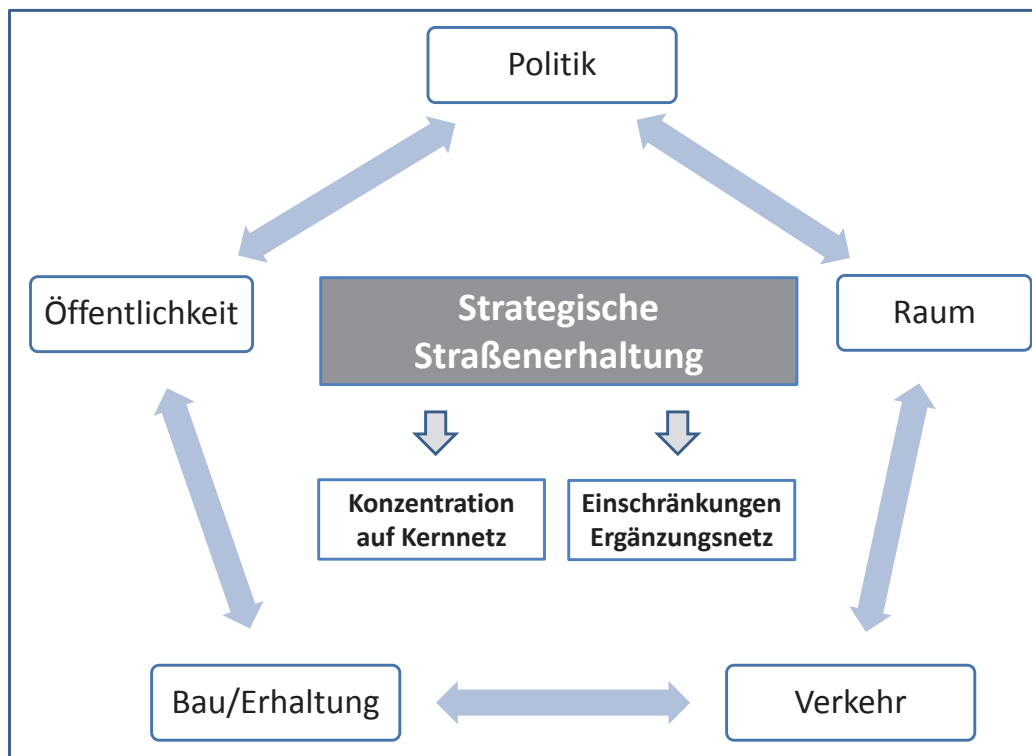 Politik
Öffentlichkeit
Strategische
Straßenerhaltung
Raum
Konzentration
auf Kernnetz
Einschränkungen
Ergänzungsnetz
Bau/Erhaltung
Verkehr